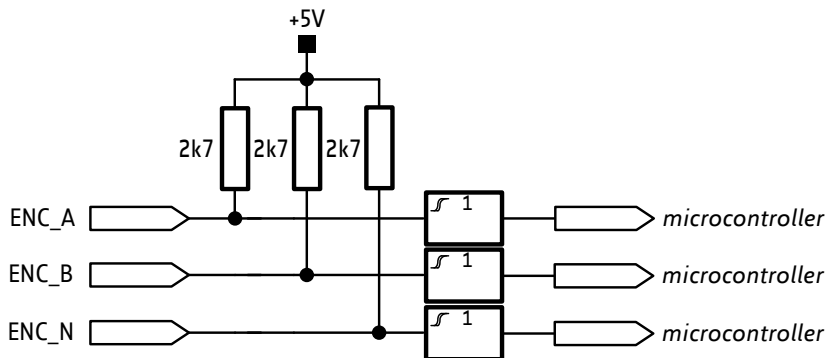 +5V
2k7 2k7 2k7
ENC_A 1 microcontroller
ENC_B 1 microcontroller
ENC_N 1 microcontroller